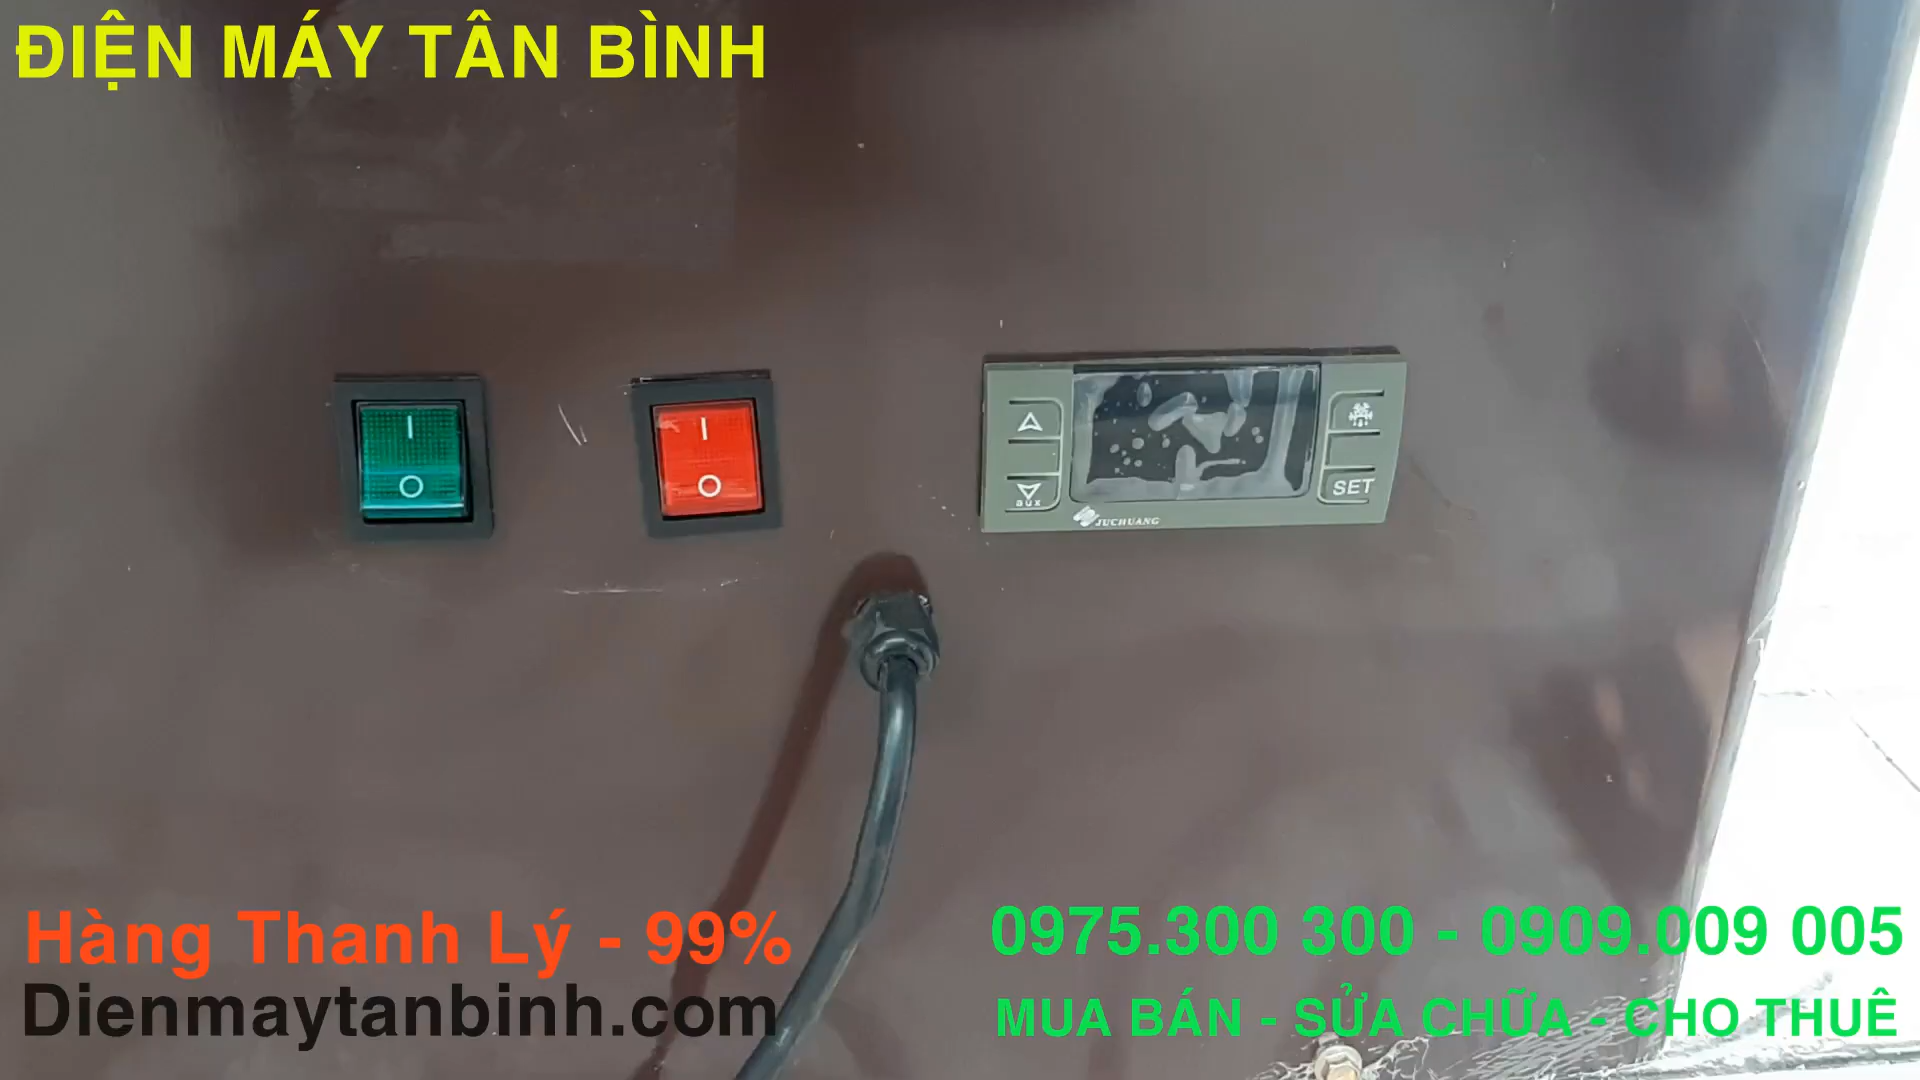 ĐIỆN MÁY TÂN BÌNH
I
O
I
O
aux
SET
JUCHUANG
Hàng Thanh Lý - 99%
Dienmaytanbinh.com
0975.300 300 - 0909.009 005
MUA BÁN - SỬA CHỮA - CHO THUÊ